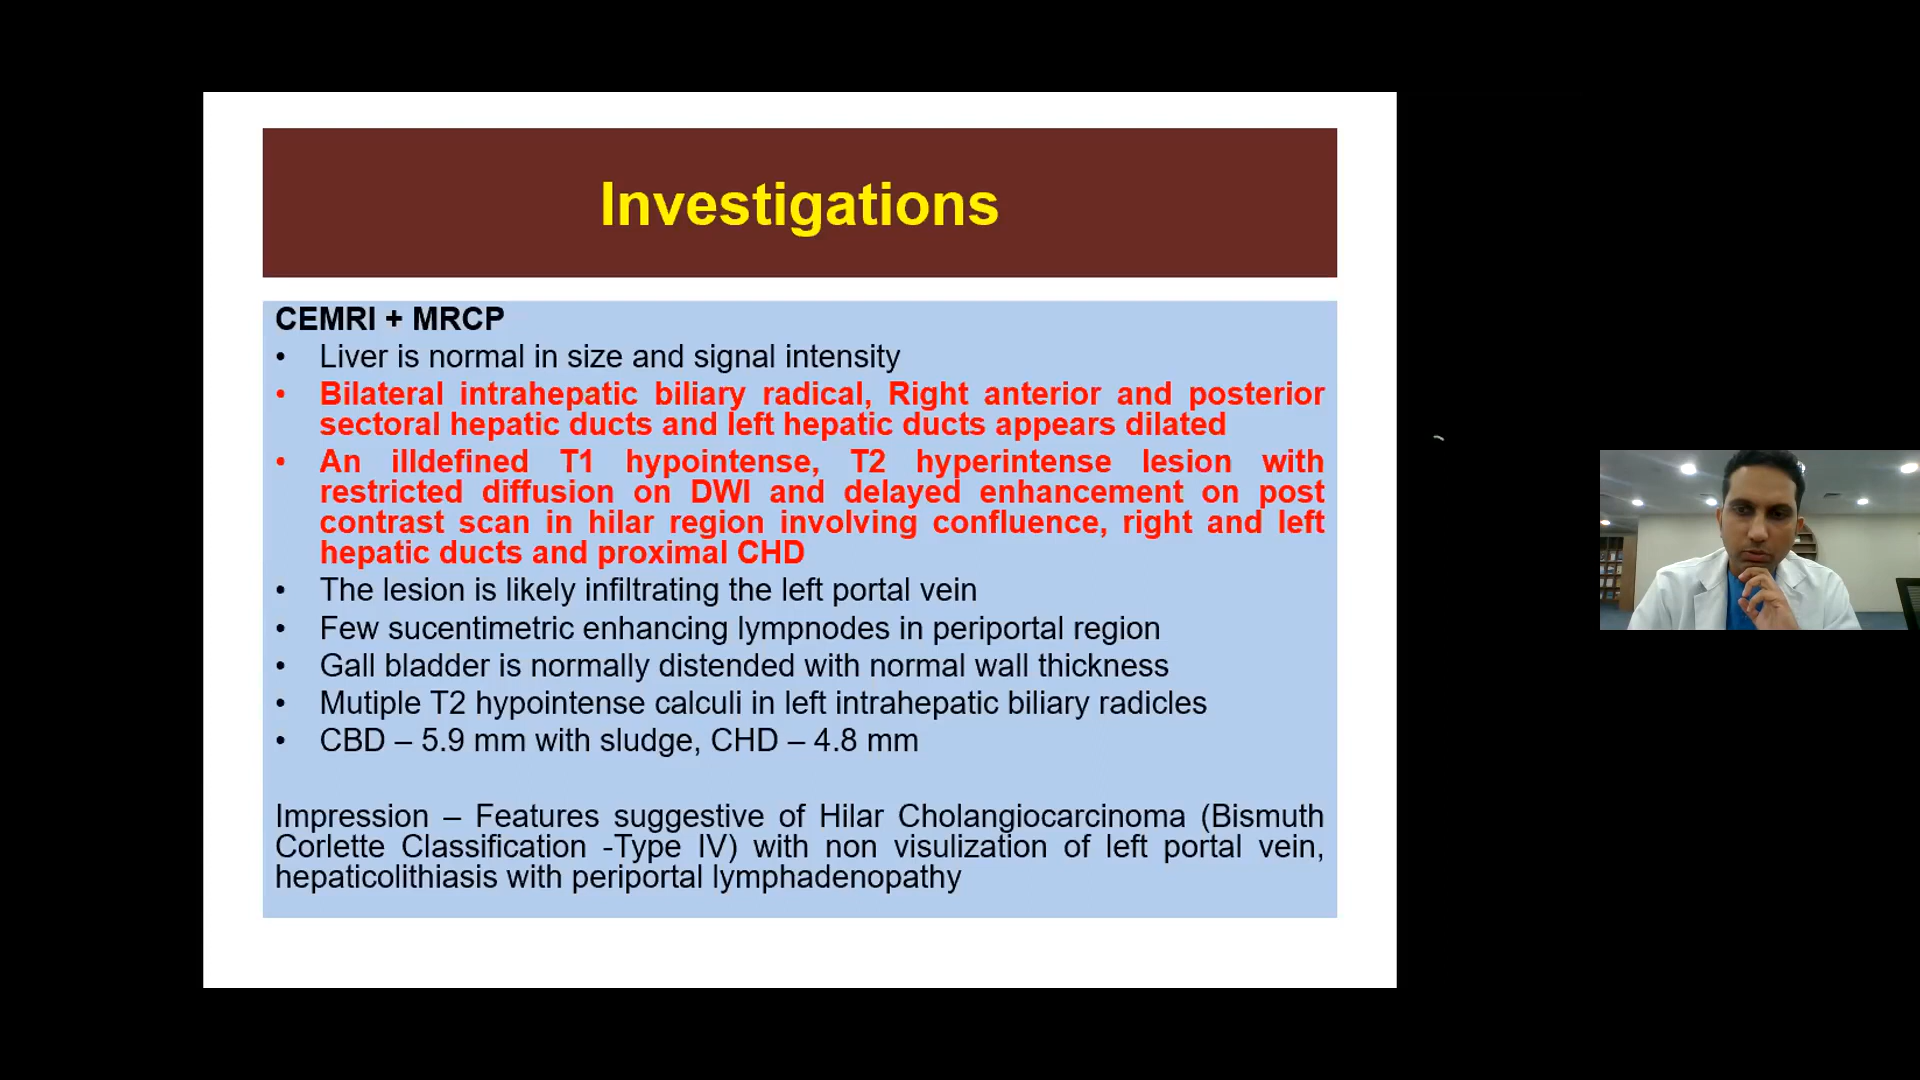 Investigations
CEMRI + MRCP
• Liver is normal in size and signal intensity
• Bilateral intrahepatic biliary radical, Right anterior and posterior
sectoral hepatic ducts and left hepatic ducts appears dilated
• An illdefined T1 hypointense, T2 hyperintense lesion with
restricted diffusion on DWI and delayed enhancement on post
contrast scan in hilar region involving confluence, right and left
hepatic ducts and proximal CHD
• The lesion is likely infiltrating the left portal vein
• Few sucentimetric enhancing lympnodes in periportal region
• Gall bladder is normally distended with normal wall thickness
• Mutiple T2 hypointense calculi in left intrahepatic biliary radicles
• CBD – 5.9 mm with sludge, CHD – 4.8 mm
Impression – Features suggestive of Hilar Cholangiocarcinoma (Bismuth
Corlette Classification -Type IV) with non visulization of left portal vein,
hepaticolithiasis with periportal lymphadenopathy